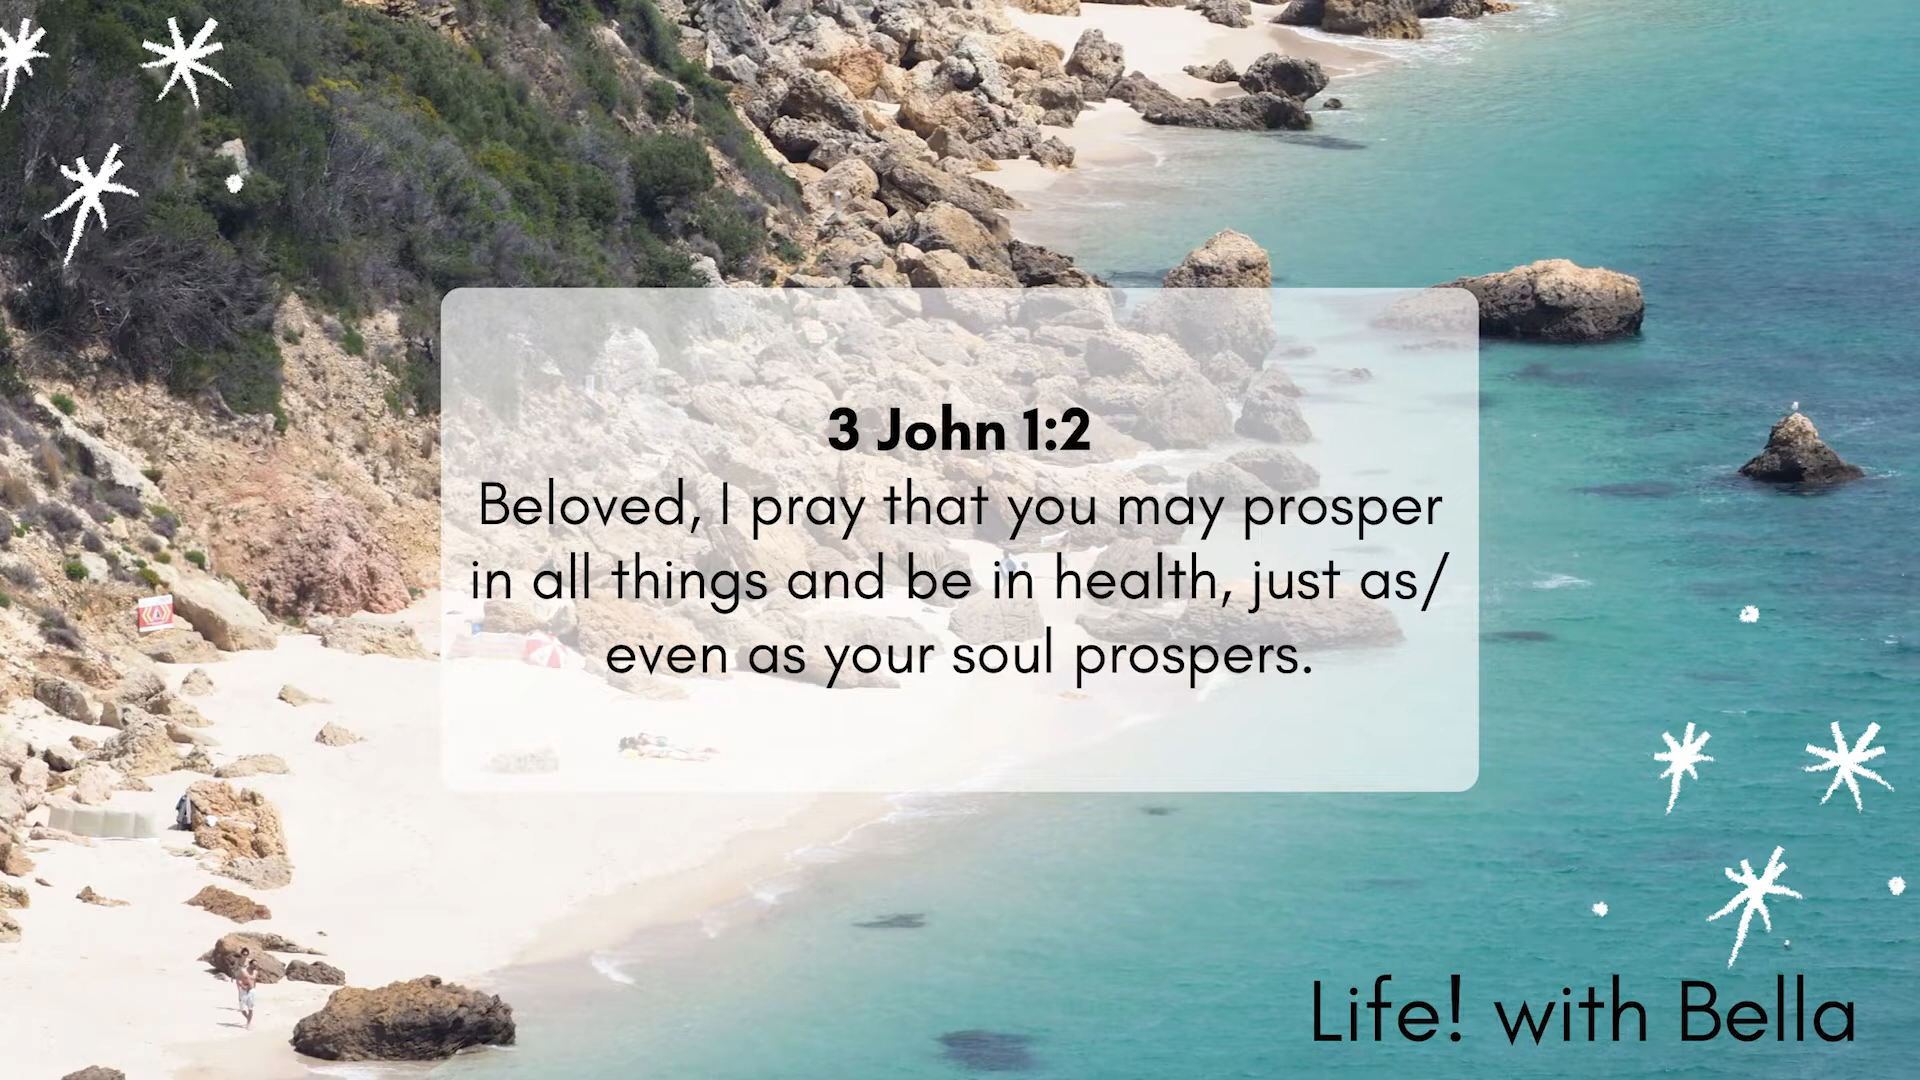 3 John 1:2
Beloved, I pray that you may prosper
in all things and be in health, just as/
even as your soul prospers.
Life! with Bella